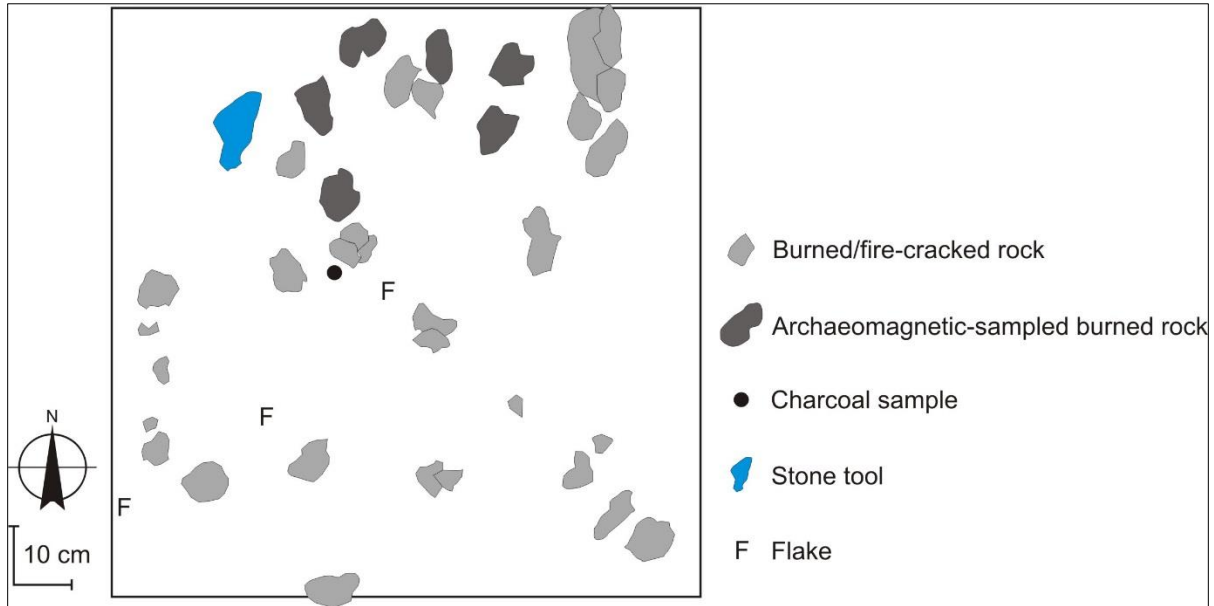 F
F
F
N
10 cm
Burned/fire-cracked rock
Archaeomagnetic-sampled burned rock
Charcoal sample
Stone tool
F Flake